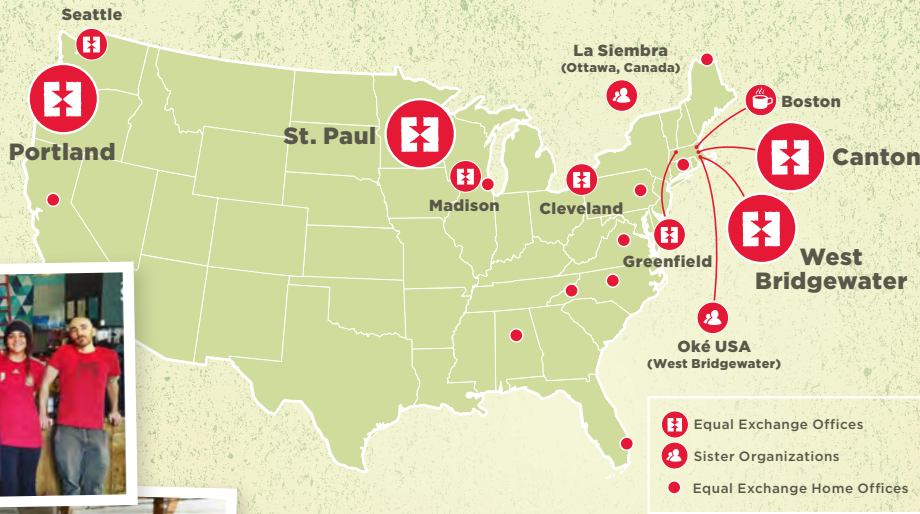 Seattle
La Siembra
(Ottawa, Canada)
Boston
St. Paul
Portland
Canton
Madison
Cleveland
Greenfield
West
Bridgewater
Oké USA
(West Bridgewater)
Equal Exchange Offices
Sister Organizations
Equal Exchange Home Offices